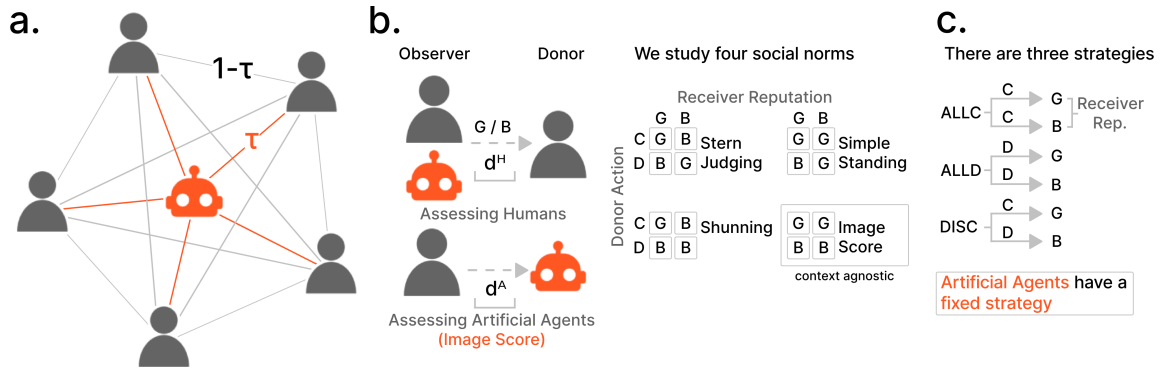 a.
1-τ
τ
b.
Observer
Donor
G / B
dᴴ
Assessing Humans
dᴬ
Assessing Artificial Agents
(Image Score)
We study four social norms
Receiver Reputation
Donor Action
G B
C G B Stern
D B G Judging
G B
G G Simple
B G Standing
C G B Shunning
D B B
G G Image
B B Score
context agnostic
c.
There are three strategies
ALLC
C G
C B
Receiver
Rep.
ALLD
D G
D B
DISC
C G
D B
Artificial Agents have a
fixed strategy